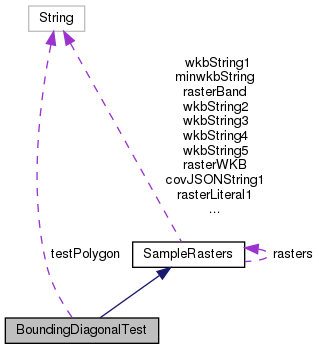 String
wkbString1
minwkbString
rasterBand
wkbString2
wkbString3
wkbString4
wkbString5
rasterWKB
covJSONString1
rasterLiteral1
...
testPolygon
SampleRasters
rasters
BoundingDiagonalTest